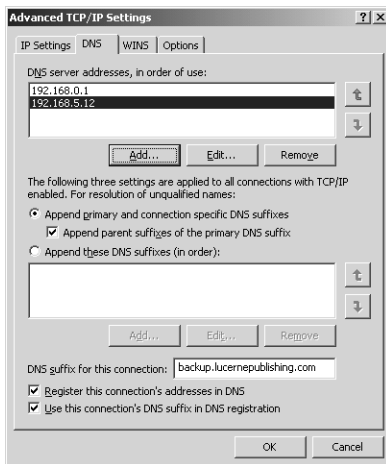 Advanced TCP/IP Settings
IP Settings DNS WINS Options
DNS server addresses, in order of use:
192.168.0.1
192.168.5.12
Add... Edit... Remove
The following three settings are applied to all connections with TCP/IP
enabled. For resolution of unqualified names:
Append primary and connection specific DNS suffixes
Append parent suffixes of the primary DNS suffix
Append these DNS suffixes (in order):
Add... Edit... Remove
DNS suffix for this connection: backup.lucernepublishing.com
Register this connection's addresses in DNS
Use this connection's DNS suffix in DNS registration
OK Cancel